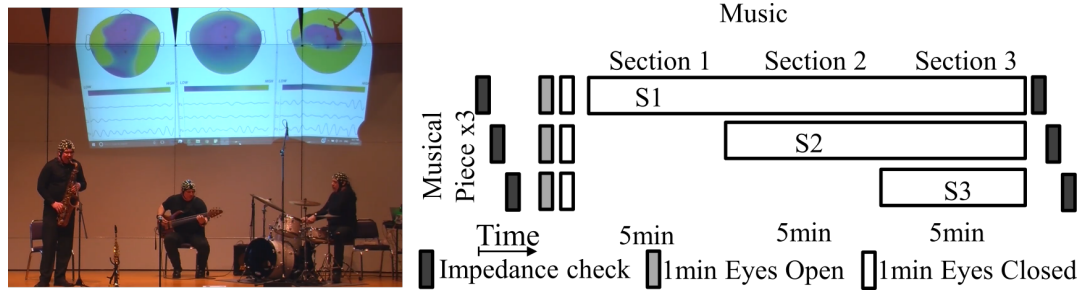 Music
Section 1 Section 2 Section 3
S1
S2
S3
Musical
Piece x3
Time
5min 5min 5min
Impedance check 1min Eyes Open 1min Eyes Closed